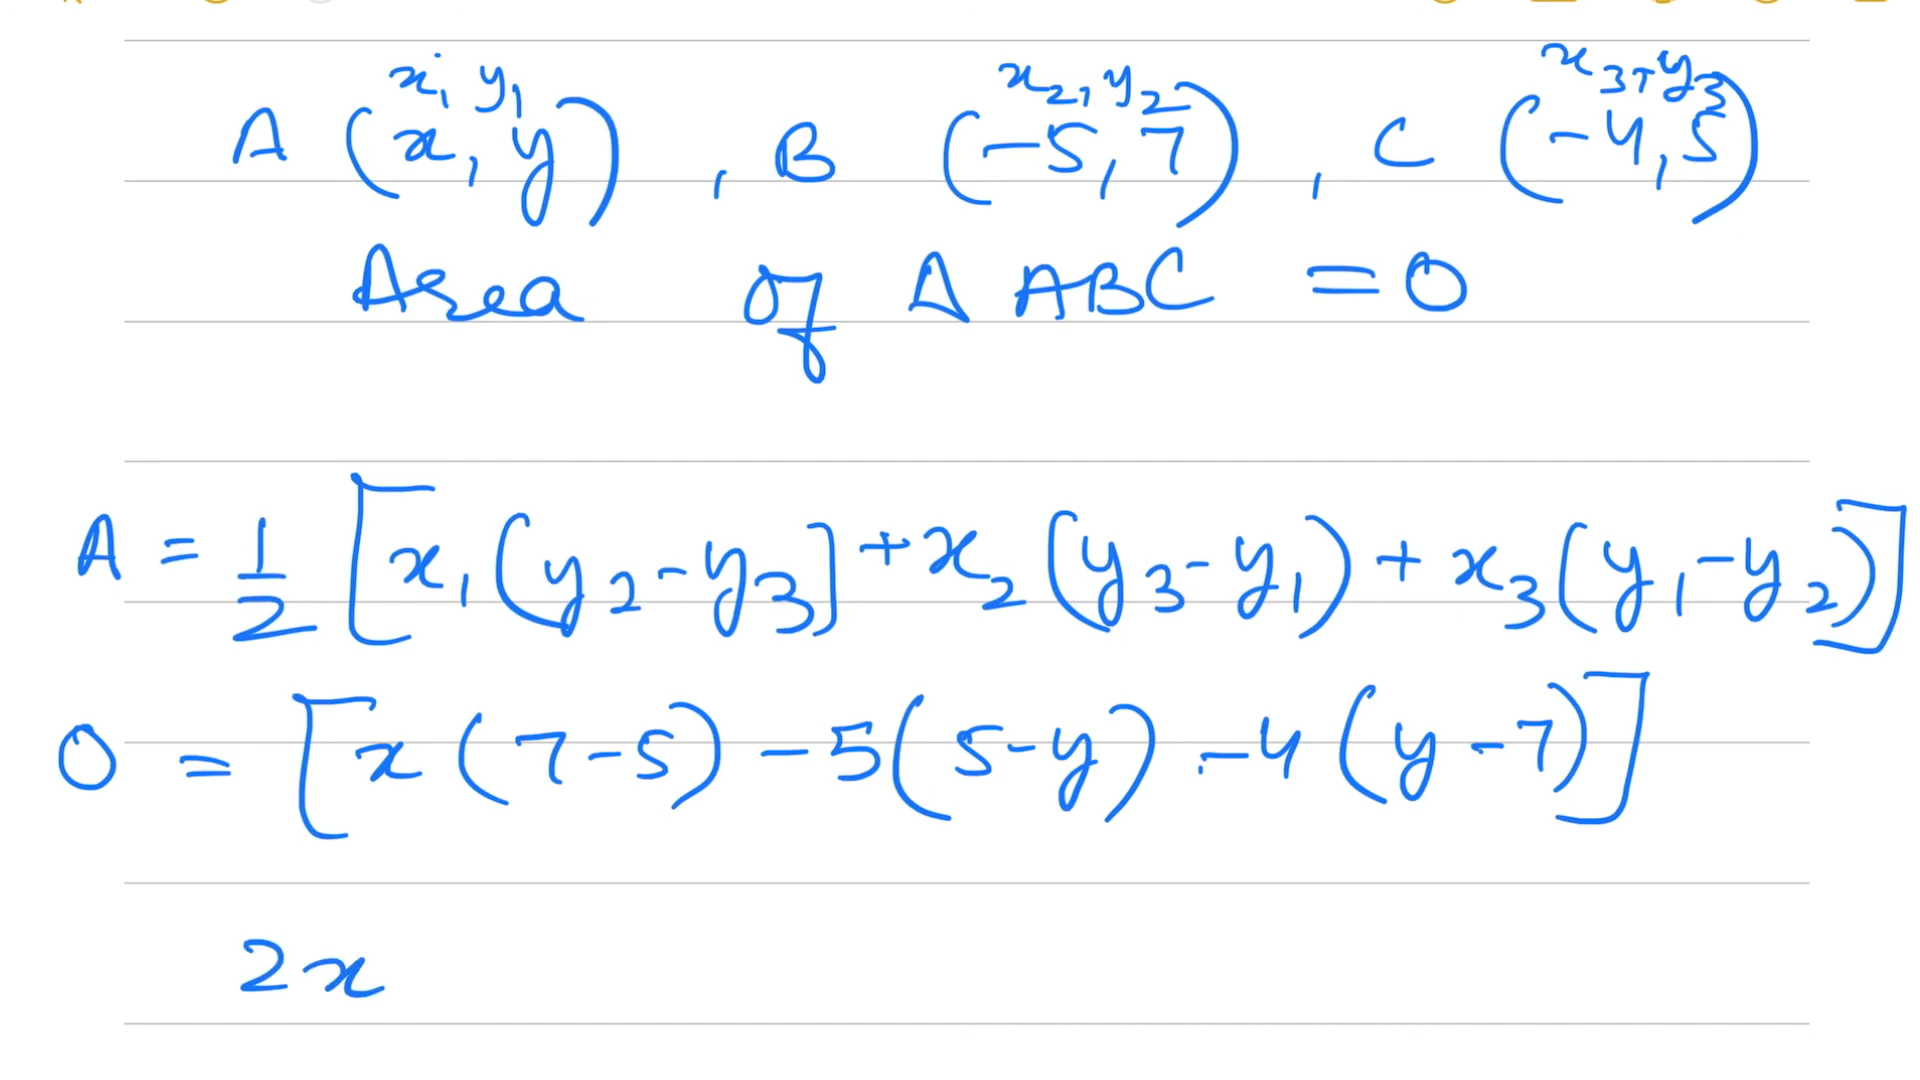 x₁, y₁ x₂, y₂ x₃, y₃
A (x, y) , B (-5, 7) , C (-4, 5)
Area of Δ ABC = 0
A = 1/2 [x₁(y₂-y₃] + x₂(y₃-y₁) + x₃(y₁-y₂)]
0 = [x(7-5) -5(5-y) -4(y-7)]
2x